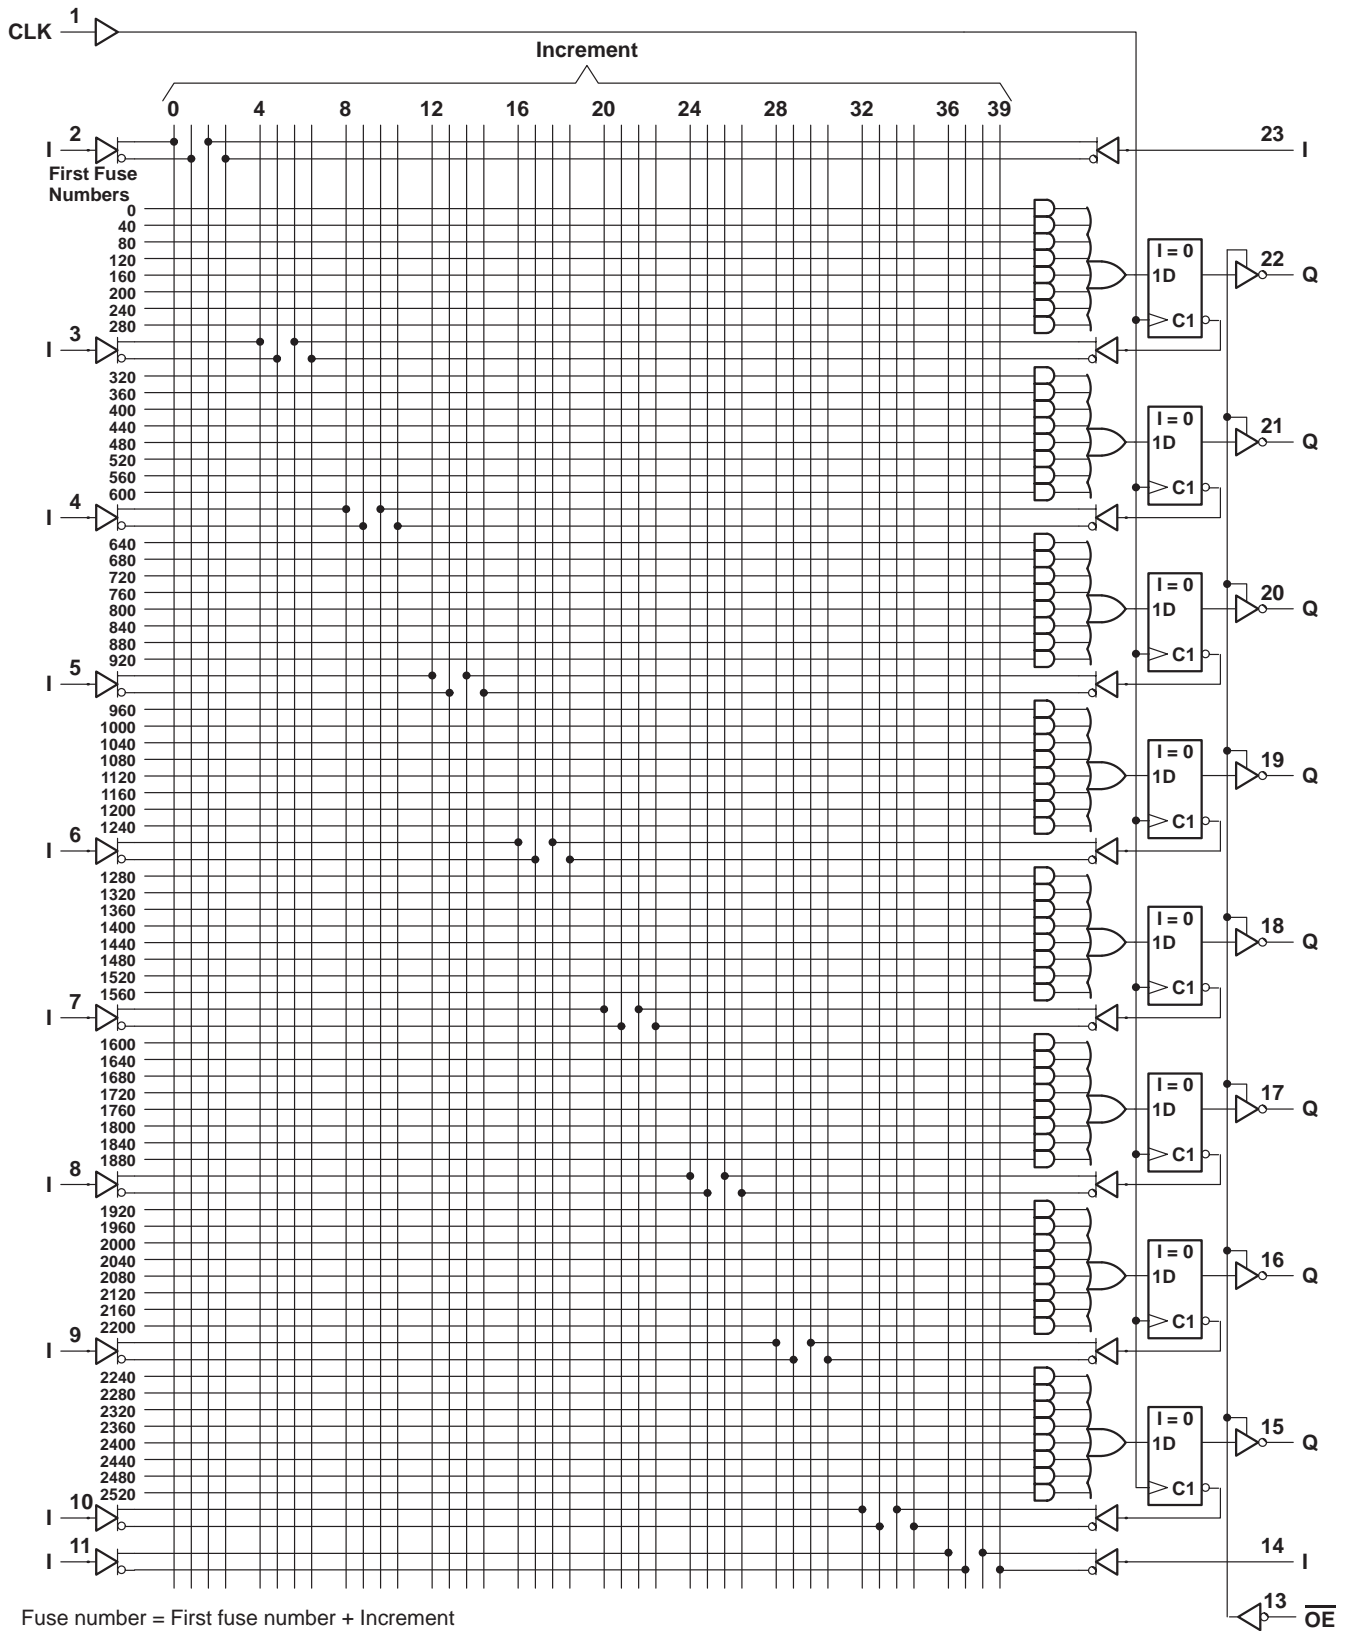 CLK 1
Increment
0 4 8 12 16 20 24 28 32 36 39
I 2 23 I
First Fuse
Numbers
0
40
80
120
160
200
240
280
I = 0
1D
C1
22 Q
I 3
320
360
400
440
480
520
560
600
I = 0
1D
C1
21 Q
I 4
640
680
720
760
800
840
880
920
I = 0
1D
C1
20 Q
I 5
960
1000
1040
1080
1120
1160
1200
1240
I = 0
1D
C1
19 Q
I 6
1280
1320
1360
1400
1440
1480
1520
1560
I = 0
1D
C1
18 Q
I 7
1600
1640
1680
1720
1760
1800
1840
1880
I = 0
1D
C1
17 Q
I 8
1920
1960
2000
2040
2080
2120
2160
2200
I = 0
1D
C1
16 Q
I 9
2240
2280
2320
2360
2400
2440
2480
2520
I = 0
1D
C1
15 Q
I 10
I 11 14 I
13 OE
Fuse number = First fuse number + Increment